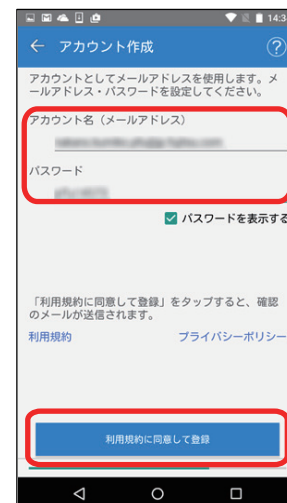 14:3
アカウント作成
?
アカウントとしてメールアドレスを使用します。メ
ールアドレス・パスワードを設定してください。
アカウント名（メールアドレス）
パスワード
パスワードを表示する
「利用規約に同意して登録」をタップすると、確認
のメールが送信されます。
利用規約
プライバシーポリシー
利用規約に同意して登録